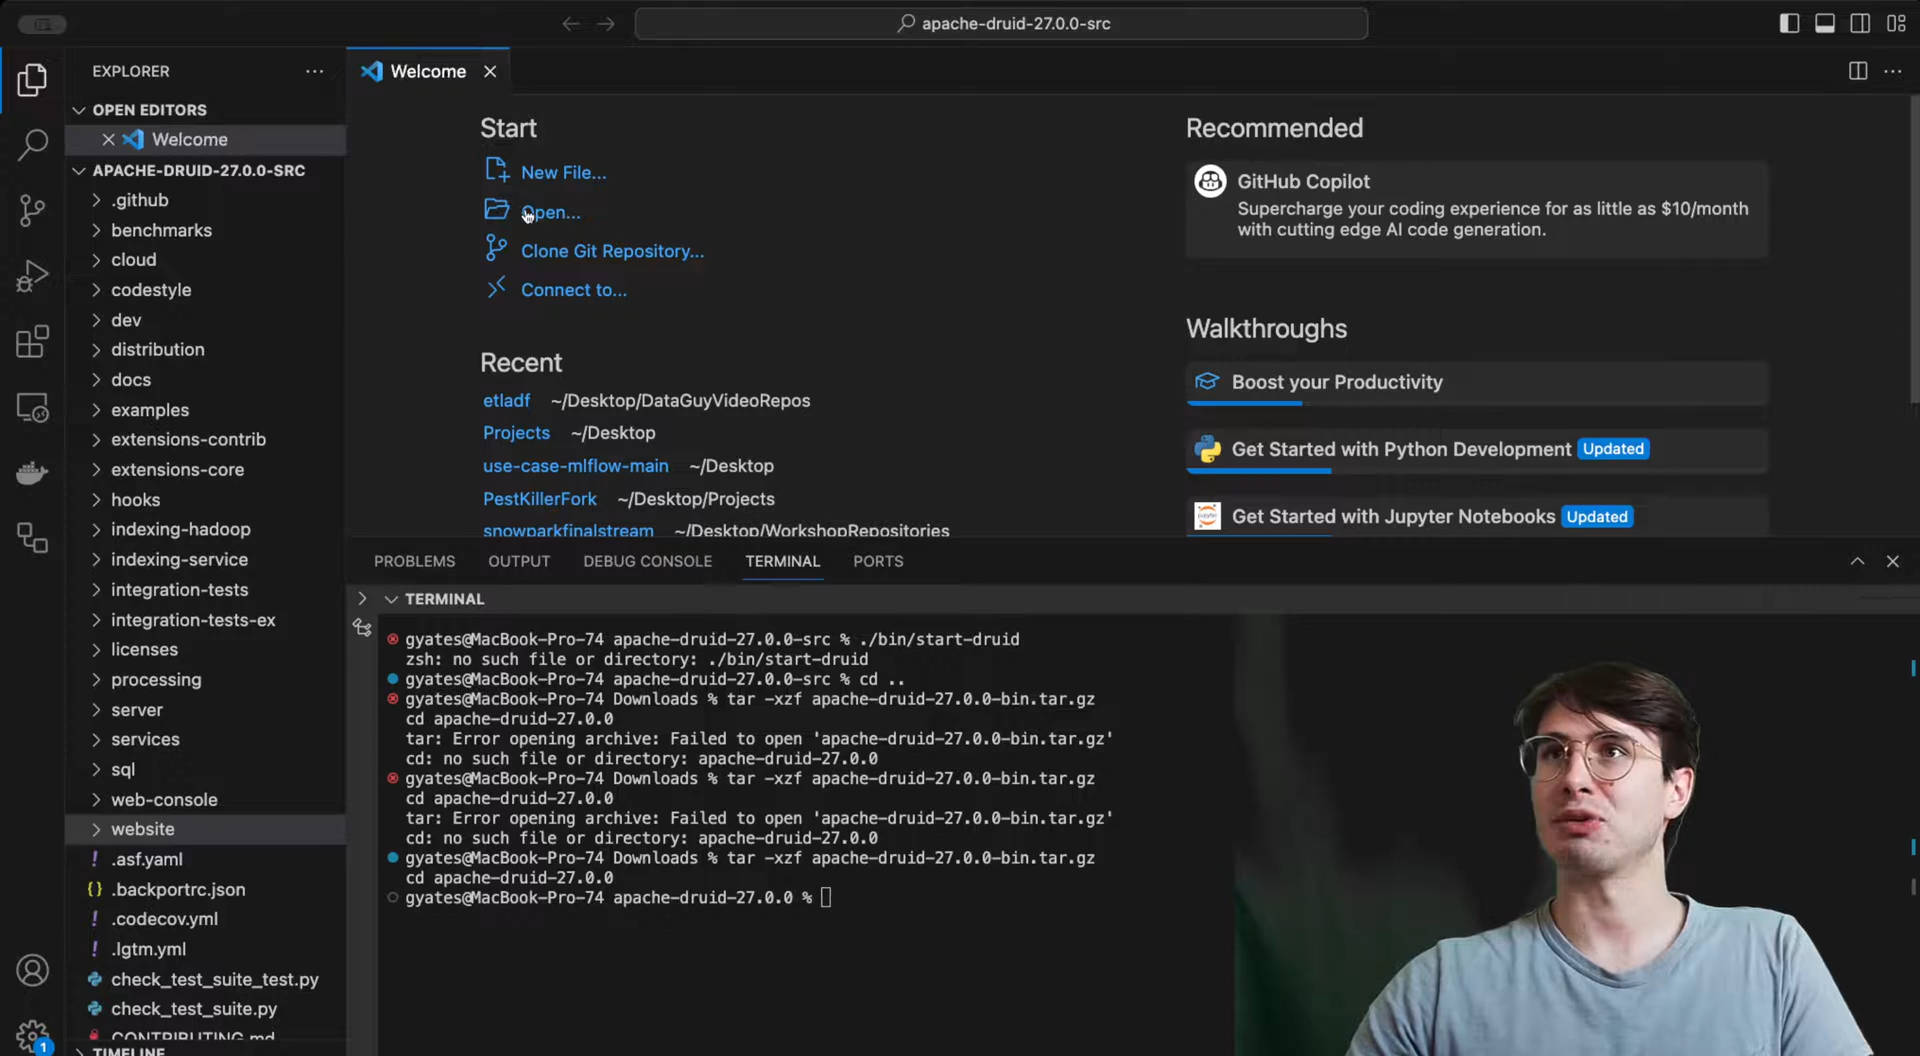 apache-druid-27.0.0-src
EXPLORER
OPEN EDITORS
Welcome
APACHE-DRUID-27.0.0-SRC
.github
benchmarks
cloud
codestyle
dev
distribution
docs
examples
extensions-contrib
extensions-core
hooks
indexing-hadoop
indexing-service
integration-tests
integration-tests-ex
licenses
processing
server
services
sql
web-console
website
.asf.yaml
.backportrc.json
.codecov.yml
.lgtm.yml
check_test_suite_test.py
check_test_suite.py
CONTRIBUTING.md
TIMELINE
1
Welcome
Start
New File...
Open...
Clone Git Repository...
Connect to...
Recent
etladf ~/Desktop/DataGuyVideoRepos
Projects ~/Desktop
use-case-mlflow-main ~/Desktop
PestKillerFork ~/Desktop/Projects
snowparkfinalstream ~/Desktop/WorkshopRepositories
Recommended
GitHub Copilot
Supercharge your coding experience for as little as $10/month
with cutting edge AI code generation.
Walkthroughs
Boost your Productivity
Get Started with Python Development Updated
Get Started with Jupyter Notebooks Updated
PROBLEMS OUTPUT DEBUG CONSOLE TERMINAL PORTS
TERMINAL
gyates@MacBook-Pro-74 apache-druid-27.0.0-src % ./bin/start-druid
zsh: no such file or directory: ./bin/start-druid
gyates@MacBook-Pro-74 apache-druid-27.0.0-src % cd ..
gyates@MacBook-Pro-74 Downloads % tar -xzf apache-druid-27.0.0-bin.tar.gz
cd apache-druid-27.0.0
tar: Error opening archive: Failed to open 'apache-druid-27.0.0-bin.tar.gz'
cd: no such file or directory: apache-druid-27.0.0
gyates@MacBook-Pro-74 Downloads % tar -xzf apache-druid-27.0.0-bin.tar.gz
cd apache-druid-27.0.0
tar: Error opening archive: Failed to open 'apache-druid-27.0.0-bin.tar.gz'
cd: no such file or directory: apache-druid-27.0.0
gyates@MacBook-Pro-74 Downloads % tar -xzf apache-druid-27.0.0-bin.tar.gz
cd apache-druid-27.0.0
gyates@MacBook-Pro-74 apache-druid-27.0.0 %